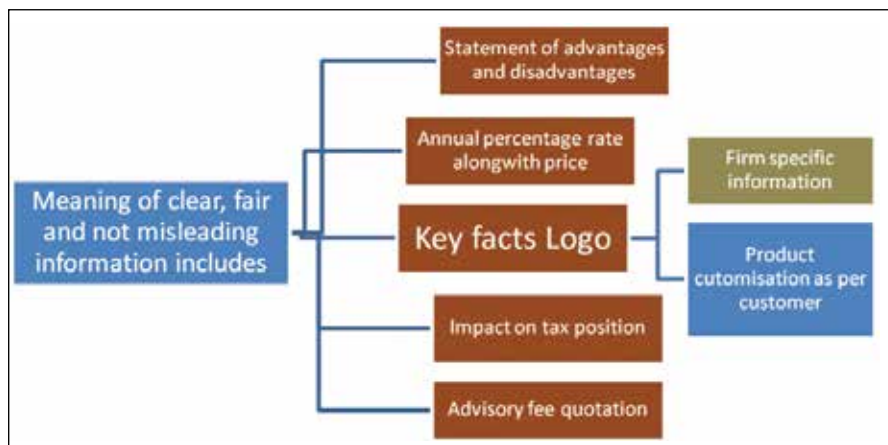 Meaning of clear, fair
and not misleading
information includes
Statement of advantages
and disadvantages
Annual percentage rate
alongwith price
Key facts Logo
Impact on tax position
Advisory fee quotation
Firm specific
information
Product
cutomisation as per
customer